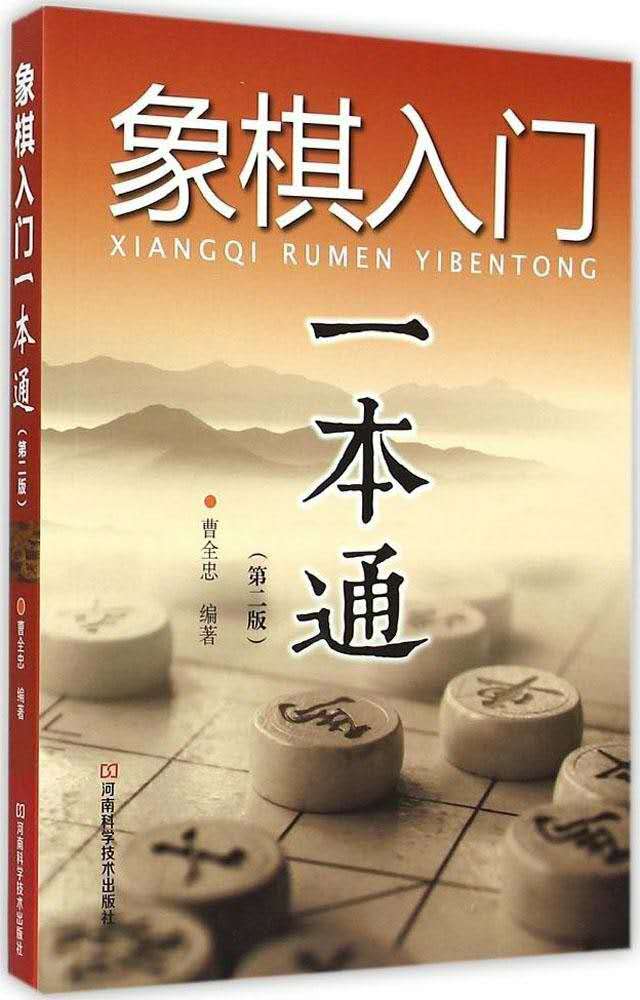 象棋入门一本通(第二版)
曹全忠 编著
河南科学技术出版社
象棋入门
XIANGQI RUMEN YIBENTONG
一本通
(第二版)
曹全忠 编著
河南科学技术出版社